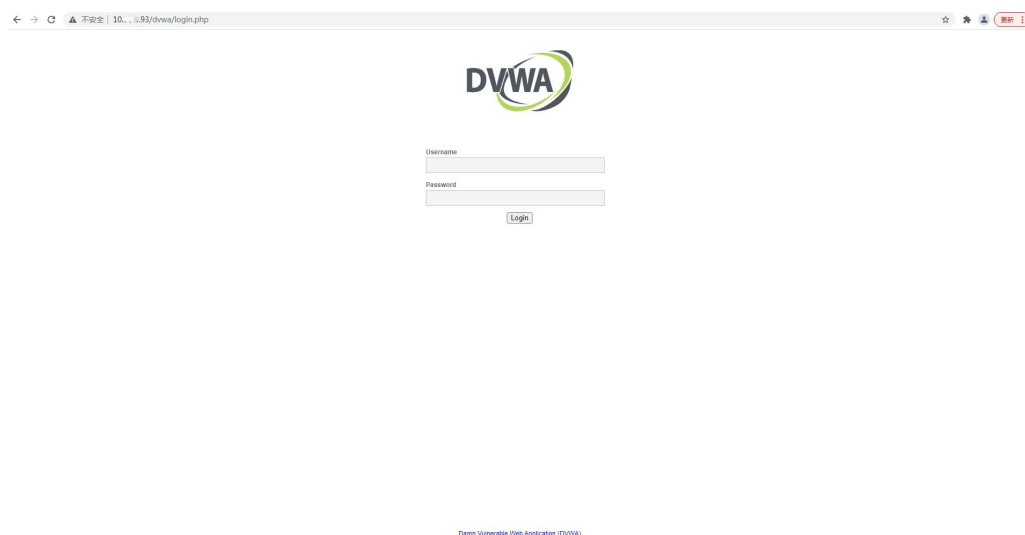 不安全 | 10.
.93/dvwa/login.php
更新
DVWA
Username
Password
Login
Damn Vulnerable Web Application (DVWA)